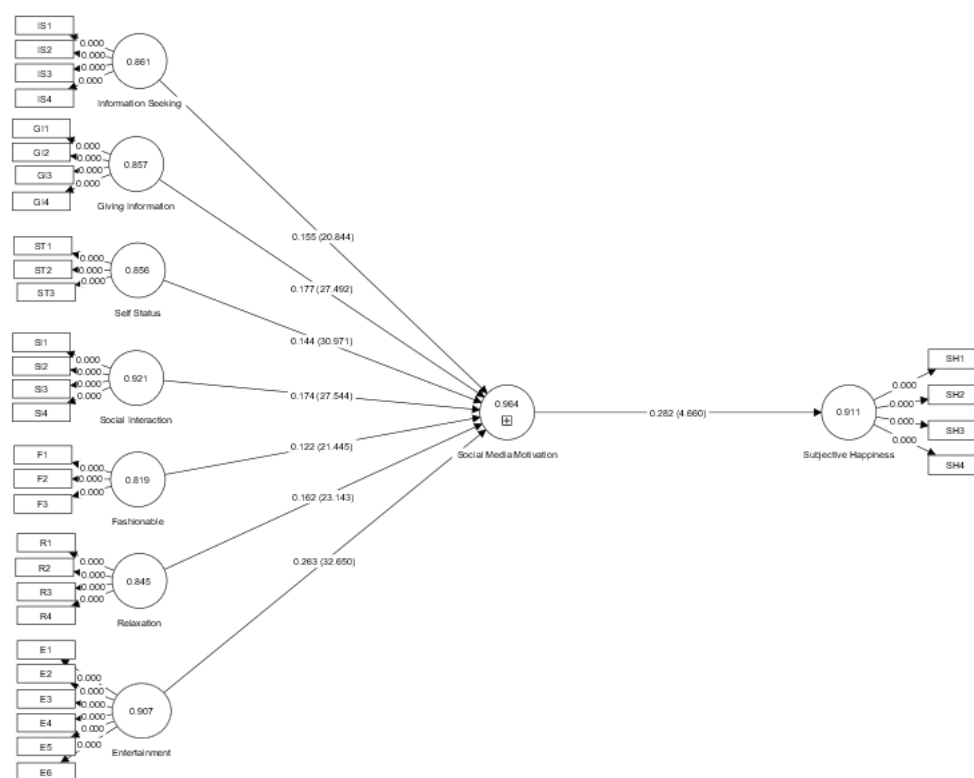 IS1
IS2
IS3
IS4
0.000
0.000
0.000
0.000
0.861
Information Seeking
GI1
GI2
GI3
GI4
0.000
0.000
0.000
0.000
0.857
Giving Information
ST1
ST2
ST3
0.000
0.000
0.000
0.856
Self Status
SI1
SI2
SI3
SI4
0.000
0.000
0.000
0.000
0.921
Social Interaction
F1
F2
F3
0.000
0.000
0.000
0.819
Fashionable
R1
R2
R3
R4
0.000
0.000
0.000
0.000
0.845
Relaxation
E1
E2
E3
E4
E5
E6
0.000
0.000
0.000
0.000
0.000
0.907
Entertainment
0.155 (20.844)
0.177 (27.492)
0.144 (30.971)
0.174 (27.544)
0.122 (21.445)
0.162 (23.143)
0.263 (32.650)
0.964
Social Media Motivation
0.282 (4.660)
0.911
Subjective Happiness
0.000
0.000
0.000
0.000
SH1
SH2
SH3
SH4